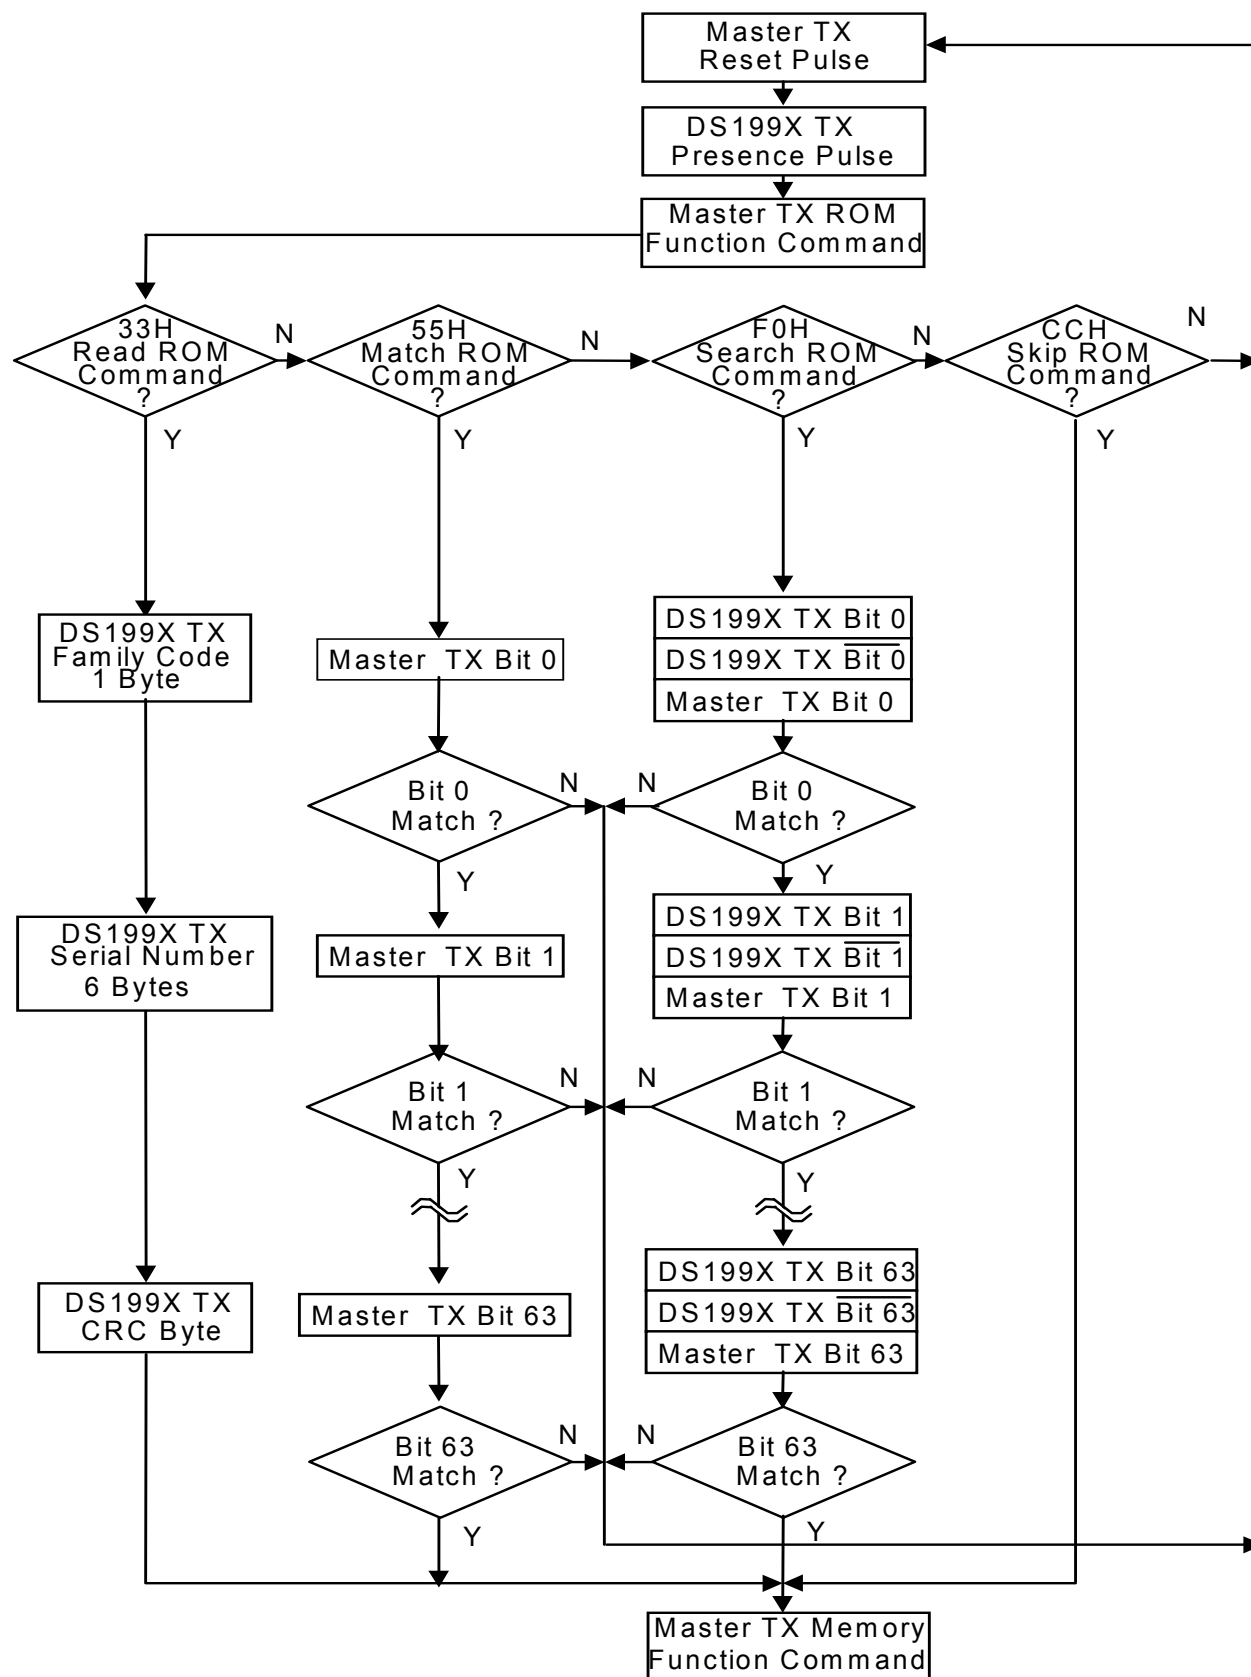 Master TX
Reset Pulse
DS199X TX
Presence Pulse
Master TX ROM
Function Command
33H
Read ROM
Command
?
N
Y
55H
Match ROM
Command
?
N
Y
F0H
Search ROM
Command
?
N
Y
CCH
Skip ROM
Command
?
N
Y
DS199X TX
Family Code
1 Byte
DS199X TX
Serial Number
6 Bytes
DS199X TX
CRC Byte
Master TX Bit 0
Bit 0
Match ?
N
Y
Master TX Bit 1
Bit 1
Match ?
N
Y
Master TX Bit 63
Bit 63
Match ?
N
Y
DS199X TX Bit 0
DS199X TX B̅i̅t̅ ̅0̅
Master TX Bit 0
N
Bit 0
Match ?
Y
DS199X TX Bit 1
DS199X TX B̅i̅t̅ ̅1̅
Master TX Bit 1
N
Bit 1
Match ?
Y
DS199X TX Bit 63
DS199X TX B̅i̅t̅ ̅6̅3̅
Master TX Bit 63
N
Bit 63
Match ?
Y
Master TX Memory
Function Command